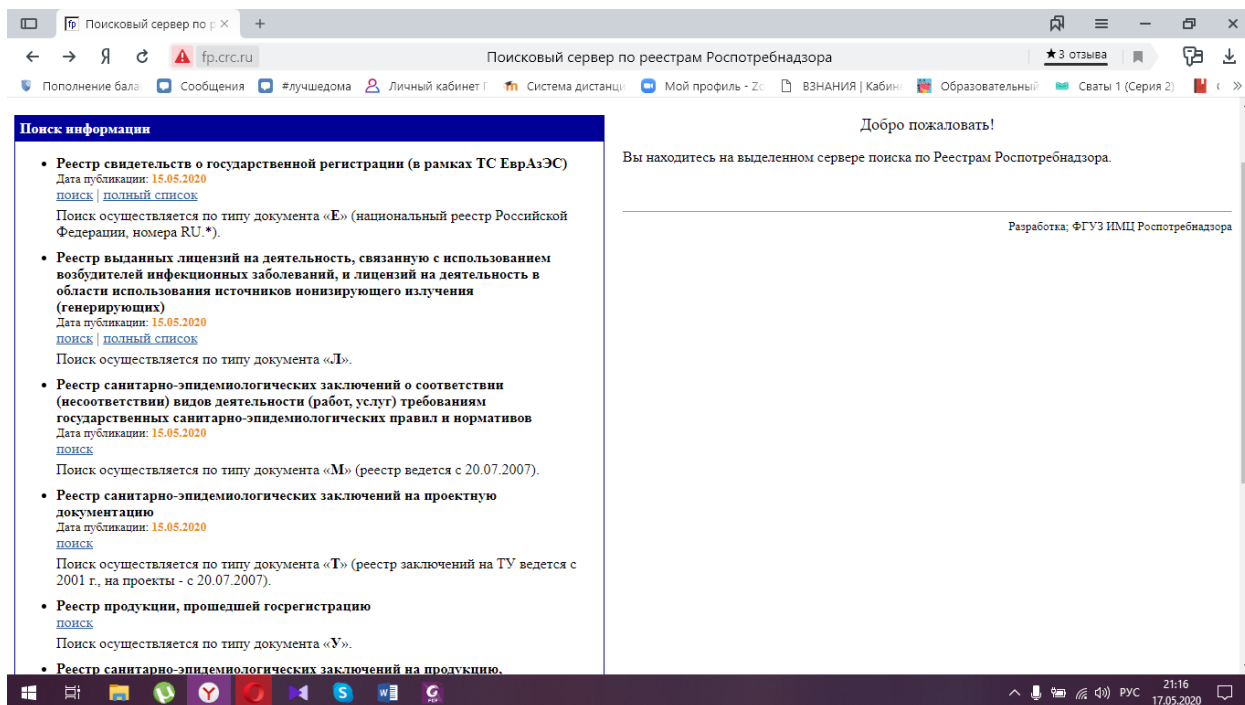 Поисковый сервер по р
fp.crc.ru
Поисковый сервер по реестрам Роспотребнадзора
★3 отзыва
Пополнение бала
Сообщения
#лучшедома
Личный кабинет Г
Система дистанци
Мой профиль - Zo
ВЗНАНИЯ | Кабин
Образовательный
Сваты 1 (Серия 2)
Поиск информации
• Реестр свидетельств о государственной регистрации (в рамках ТС ЕврАзЭС)
Дата публикации: 15.05.2020
поиск | полный список
Поиск осуществляется по типу документа «Е» (национальный реестр Российской
Федерации, номера RU.*).
• Реестр выданных лицензий на деятельность, связанную с использованием
возбудителей инфекционных заболеваний, и лицензий на деятельность в
области использования источников ионизирующего излучения
(генерирующих)
Дата публикации: 15.05.2020
поиск | полный список
Поиск осуществляется по типу документа «Л».
• Реестр санитарно-эпидемиологических заключений о соответствии
(несоответствии) видов деятельности (работ, услуг) требованиям
государственных санитарно-эпидемиологических правил и нормативов
Дата публикации: 15.05.2020
поиск
Поиск осуществляется по типу документа «М» (реестр ведется с 20.07.2007).
• Реестр санитарно-эпидемиологических заключений на проектную
документацию
Дата публикации: 15.05.2020
поиск
Поиск осуществляется по типу документа «Т» (реестр заключений на ТУ ведется с
2001 г., на проекты - с 20.07.2007).
• Реестр продукции, прошедшей госрегистрацию
поиск
Поиск осуществляется по типу документа «У».
• Реестр санитарно-эпидемиологических заключений на продукцию,
Добро пожаловать!
Вы находитесь на выделенном сервере поиска по Реестрам Роспотребнадзора.
Разработка; ФГУЗ ИМЦ Роспотребнадзора
РУС
21:16
17.05.2020